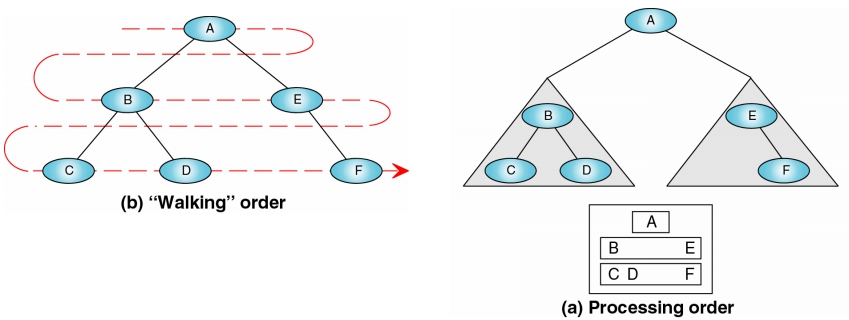 A
B
E
C
D
F
(b) “Walking” order
A
B
E
C
D
F
A
B E
C D F
(a) Processing order